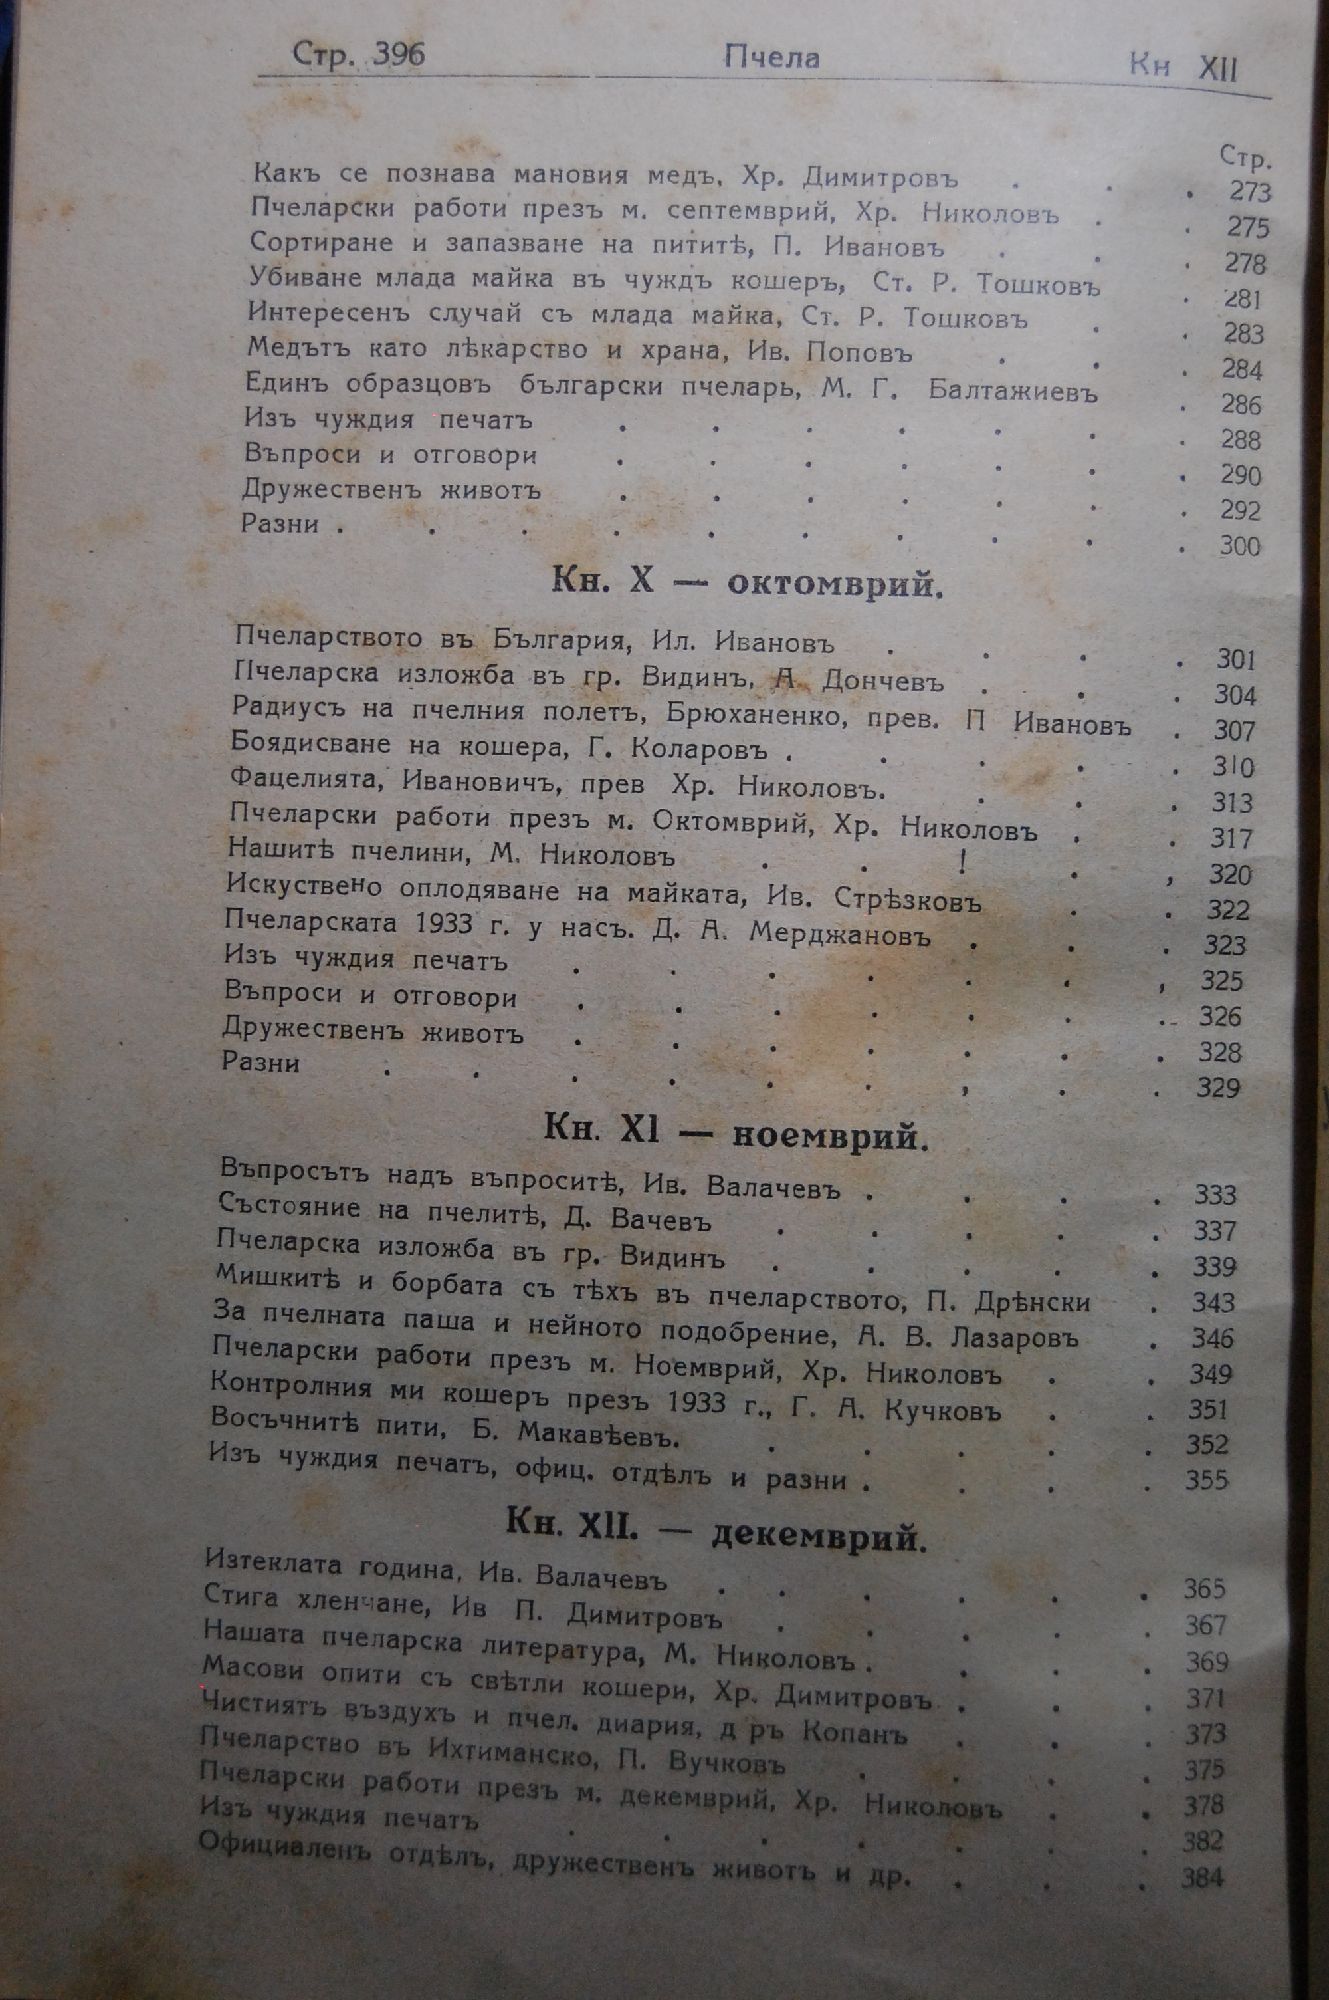 Стр. 396 Пчела Кн XII
Стр.
Какъ се познава мановия медъ, Хр. Димитровъ . . . 273
Пчеларски работи презъ м. септемврий, Хр. Николовъ . . 275
Сортиране и запазване на пититѣ, П. Ивановъ . . . 278
Убиване млада майка въ чуждъ кошеръ, Ст. Р. Тошковъ . 281
Интересенъ случай съ млада майка, Ст. Р. Тошковъ . . 283
Медътъ като лѣкарство и храна, Ив. Поповъ . . . 284
Единъ образцовъ български пчеларь, М. Г. Балтажиевъ . 286
Изъ чуждия печатъ . . . . . . . 288
Въпроси и отговори . . . . . . . 290
Дружественъ животъ . . . . . . . 292
Разни . . . . . . . . . . 300
Кн. X — октомврий.
Пчеларството въ България, Ил. Ивановъ . . . . 301
Пчеларска изложба въ гр. Видинъ, А. Дончевъ . . . 304
Радиусъ на пчелния полетъ, Брюханенко, прев. П Ивановъ . 307
Боядисване на кошера, Г. Коларовъ . . . . . 310
Фацелията, Ивановичъ, прев Хр. Николовъ. . . . 313
Пчеларски работи презъ м. Октомврий, Хр. Николовъ . . 317
Нашитѣ пчелини, М. Николовъ . . ! . , 320
Искуствено оплодяване на майката, Ив. Стрѣзковъ . . 322
Пчеларската 1933 г. у насъ. Д. А. Мерджановъ . . . 323
Изъ чуждия печатъ . . . . . . , 325
Въпроси и отговори . . . . . . . 326
Дружественъ животъ . . . . . . . 328
Разни . . . . . . , . . 329
Кн. XI — ноемврий.
Въпросътъ надъ въпроситѣ, Ив. Валачевъ . . . . 333
Състояние на пчелитѣ, Д. Вачевъ . . . . . 337
Пчеларска изложба въ гр. Видинъ . . . . . 339
Мишкитѣ и борбата съ тѣхъ въ пчеларството, П. Дрѣнски . 343
За пчелната паша и нейното подобрение, А. В. Лазаровъ . 346
Пчеларски работи презъ м. Ноемврий, Хр. Николовъ . . 349
Контролния ми кошеръ презъ 1933 г., Г. А. Кучковъ . . 351
Восъчнитѣ пити, Б. Макавѣевъ. . . . . . 352
Изъ чуждия печатъ, офиц. отдѣлъ и разни . . . . 355
Кн. XII. — декемврий.
Изтеклата година, Ив. Валачевъ . . . . . . 365
Стига хленчане, Ив П. Димитровъ . . . . . 367
Нашата пчеларска литература, М. Николовъ . . . . 369
Масови опити съ свѣтли кошери, Хр. Димитровъ . . . 371
Чистиятъ въздухъ и пчел. диария, д ръ Копанъ . . . 373
Пчеларство въ Ихтиманско, П. Вучковъ . . . . 375
Пчеларски работи презъ м. декемврий, Хр. Николовъ . . 378
Изъ чуждия печатъ . . . . . . . 382
Официаленъ отдѣлъ, дружественъ животъ и др. . . . 384